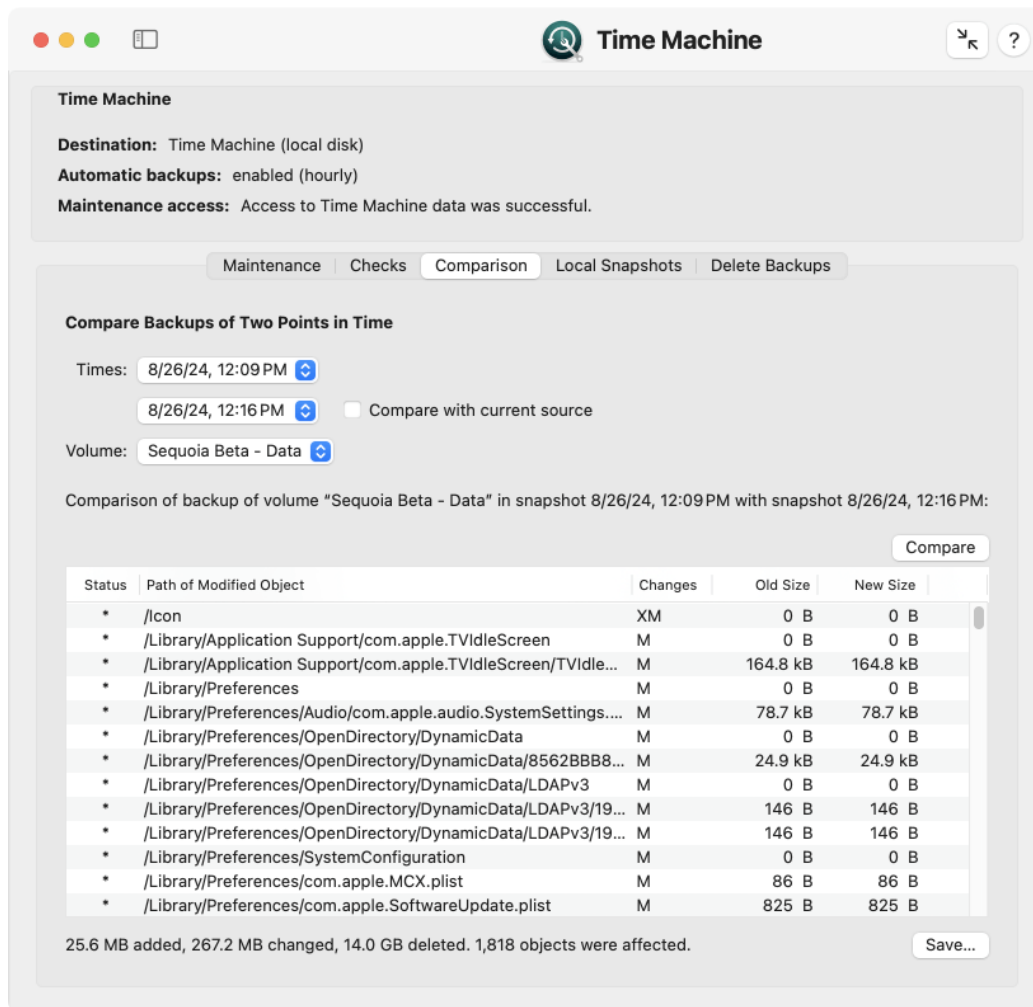 Time Machine
?
Time Machine
Destination: Time Machine (local disk)
Automatic backups: enabled (hourly)
Maintenance access: Access to Time Machine data was successful.
Maintenance Checks Comparison Local Snapshots Delete Backups
Compare Backups of Two Points in Time
Times: 8/26/24, 12:09 PM
8/26/24, 12:16 PM Compare with current source
Volume: Sequoia Beta - Data
Comparison of backup of volume “Sequoia Beta - Data” in snapshot 8/26/24, 12:09 PM with snapshot 8/26/24, 12:16 PM:
Compare
Status Path of Modified Object Changes Old Size New Size
* /Icon XM 0 B 0 B
* /Library/Application Support/com.apple.TVIdleScreen M 0 B 0 B
* /Library/Application Support/com.apple.TVIdleScreen/TVIdle... M 164.8 kB 164.8 kB
* /Library/Preferences M 0 B 0 B
* /Library/Preferences/Audio/com.apple.audio.SystemSettings.... M 78.7 kB 78.7 kB
* /Library/Preferences/OpenDirectory/DynamicData M 0 B 0 B
* /Library/Preferences/OpenDirectory/DynamicData/8562BBB8... M 24.9 kB 24.9 kB
* /Library/Preferences/OpenDirectory/DynamicData/LDAPv3 M 0 B 0 B
* /Library/Preferences/OpenDirectory/DynamicData/LDAPv3/19... M 146 B 146 B
* /Library/Preferences/OpenDirectory/DynamicData/LDAPv3/19... M 146 B 146 B
* /Library/Preferences/SystemConfiguration M 0 B 0 B
* /Library/Preferences/com.apple.MCX.plist M 86 B 86 B
* /Library/Preferences/com.apple.SoftwareUpdate.plist M 825 B 825 B
25.6 MB added, 267.2 MB changed, 14.0 GB deleted. 1,818 objects were affected. Save...